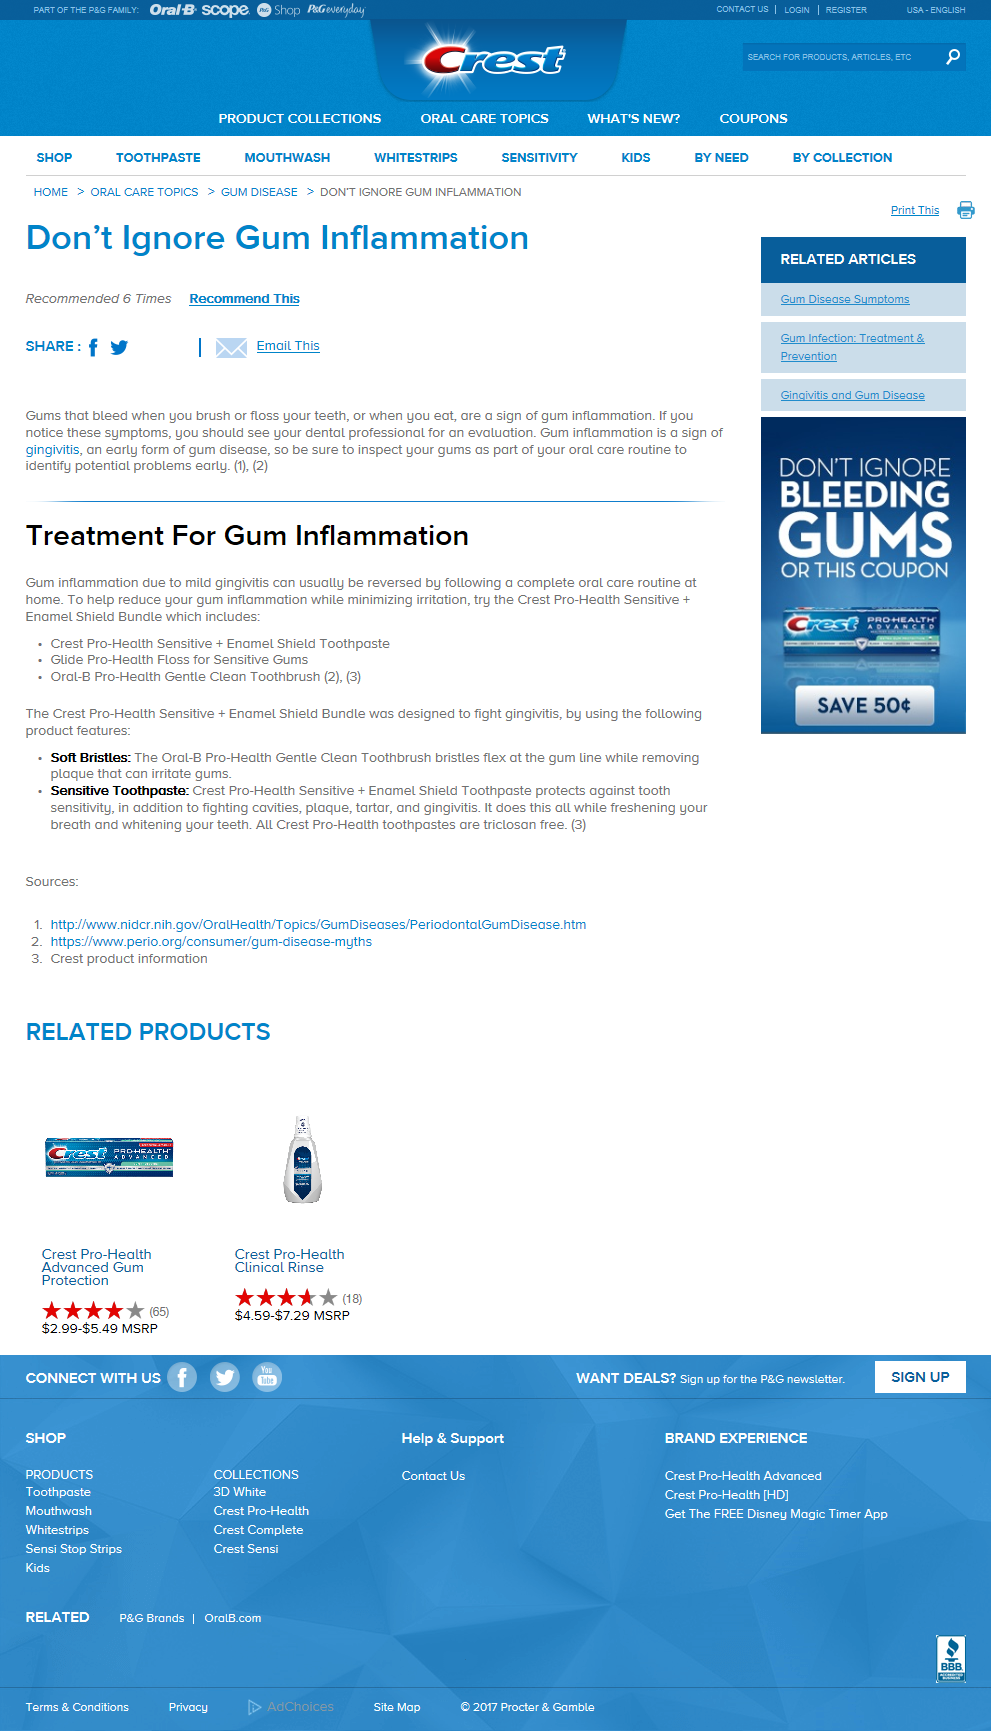 PART OF THE P&G FAMILY: Oral-B scope P&G Shop P&G everyday
CONTACT US | LOGIN | REGISTER USA - ENGLISH
Crest
SEARCH FOR PRODUCTS, ARTICLES, ETC
PRODUCT COLLECTIONS ORAL CARE TOPICS WHAT'S NEW? COUPONS
SHOP TOOTHPASTE MOUTHWASH WHITESTRIPS SENSITIVITY KIDS BY NEED BY COLLECTION
HOME > ORAL CARE TOPICS > GUM DISEASE > DON'T IGNORE GUM INFLAMMATION
Print This
Don't Ignore Gum Inflammation
Recommended 6 Times Recommend This
SHARE : | Email This
Gums that bleed when you brush or floss your teeth, or when you eat, are a sign of gum inflammation. If you
notice these symptoms, you should see your dental professional for an evaluation. Gum inflammation is a sign of
gingivitis, an early form of gum disease, so be sure to inspect your gums as part of your oral care routine to
identify potential problems early. (1), (2)
Treatment For Gum Inflammation
Gum inflammation due to mild gingivitis can usually be reversed by following a complete oral care routine at
home. To help reduce your gum inflammation while minimizing irritation, try the Crest Pro-Health Sensitive +
Enamel Shield Bundle which includes:
• Crest Pro-Health Sensitive + Enamel Shield Toothpaste
• Glide Pro-Health Floss for Sensitive Gums
• Oral-B Pro-Health Gentle Clean Toothbrush (2), (3)
The Crest Pro-Health Sensitive + Enamel Shield Bundle was designed to fight gingivitis, by using the following
product features:
• Soft Bristles: The Oral-B Pro-Health Gentle Clean Toothbrush bristles flex at the gum line while removing
plaque that can irritate gums.
• Sensitive Toothpaste: Crest Pro-Health Sensitive + Enamel Shield Toothpaste protects against tooth
sensitivity, in addition to fighting cavities, plaque, tartar, and gingivitis. It does this all while freshening your
breath and whitening your teeth. All Crest Pro-Health toothpastes are triclosan free. (3)
Sources:
1. http://www.nidcr.nih.gov/OralHealth/Topics/GumDiseases/PeriodontalGumDisease.htm
2. https://www.perio.org/consumer/gum-disease-myths
3. Crest product information
RELATED ARTICLES
Gum Disease Symptoms
Gum Infection: Treatment &
Prevention
Gingivitis and Gum Disease
DON'T IGNORE
BLEEDING
GUMS
OR THIS COUPON
Crest PRO-HEALTH
ADVANCED
SAVE 50¢
RELATED PRODUCTS
Crest PRO-HEALTH
ADVANCED
Crest Pro-Health
Advanced Gum
Protection
(65)
$2.99-$5.49 MSRP
Crest Pro-Health
Clinical Rinse
(18)
$4.59-$7.29 MSRP
CONNECT WITH US You Tube WANT DEALS? Sign up for the P&G newsletter. SIGN UP
SHOP
PRODUCTS
Toothpaste
Mouthwash
Whitestrips
Sensi Stop Strips
Kids
COLLECTIONS
3D White
Crest Pro-Health
Crest Complete
Crest Sensi
Help & Support
Contact Us
BRAND EXPERIENCE
Crest Pro-Health Advanced
Crest Pro-Health [HD]
Get The FREE Disney Magic Timer App
RELATED P&G Brands | OralB.com
BBB
Terms & Conditions Privacy AdChoices Site Map © 2017 Procter & Gamble